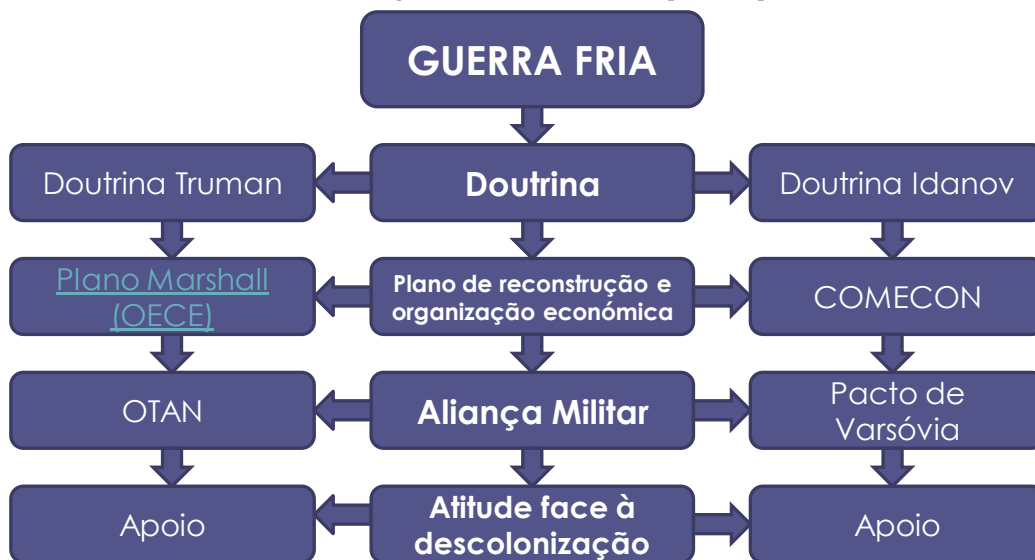 GUERRA FRIA
Doutrina Truman
Doutrina
Doutrina Idanov
Plano Marshall
(OECE)
Plano de reconstrução e
organização económica
COMECON
OTAN
Aliança Militar
Pacto de
Varsóvia
Apoio
Atitude face à
descolonização
Apoio